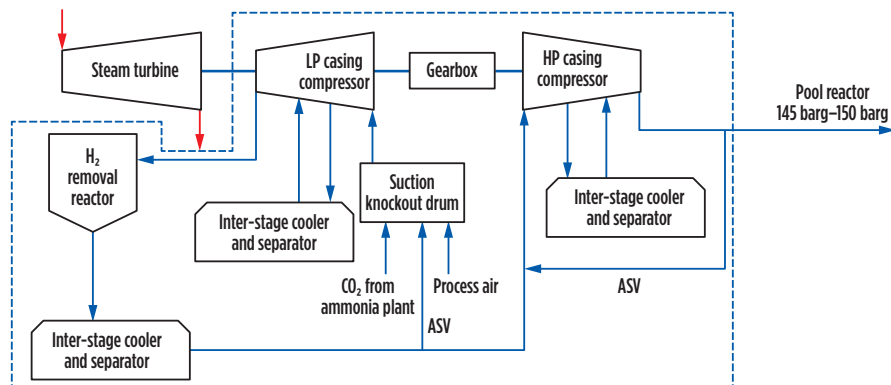 Steam turbine
LP casing
compressor
Gearbox
HP casing
compressor
Pool reactor
145 barg–150 barg
H₂
removal
reactor
Suction
knockout drum
Inter-stage cooler
and separator
Inter-stage cooler
and separator
CO₂ from
ammonia plant
Process air
ASV
ASV
Inter-stage cooler
and separator